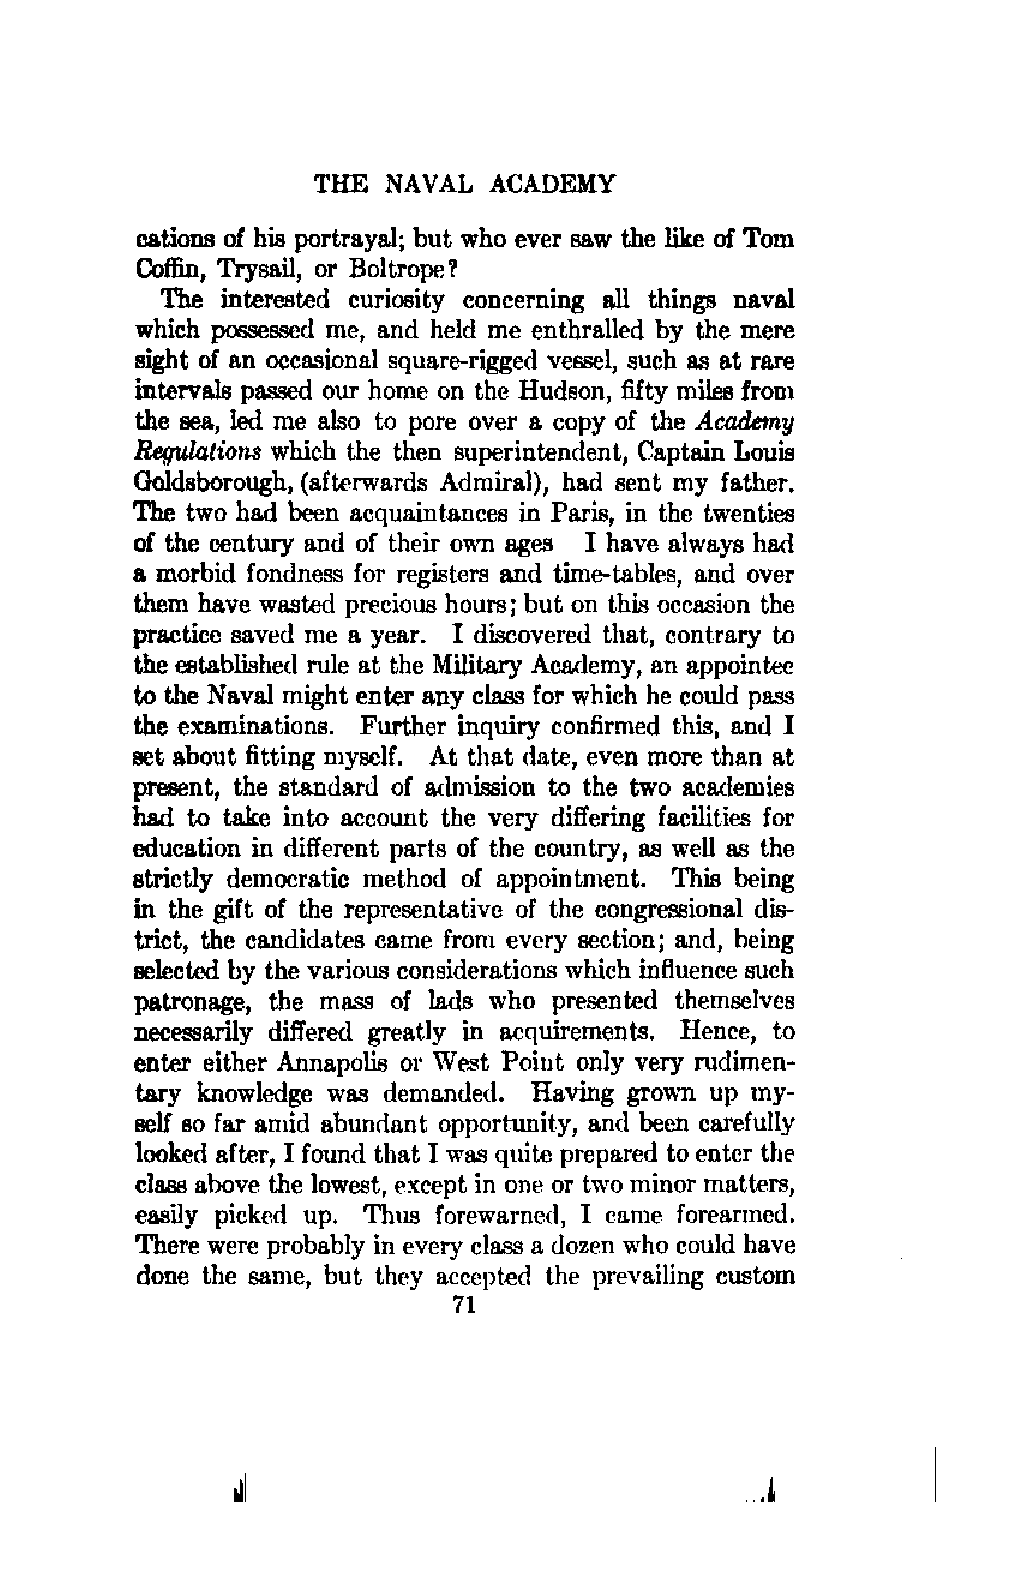 THE NAVAL ACADEMY
cations of his portrayal; but who ever saw the like of Tom
Coffin, Trysail, or Boltrope?
The interested curiosity concerning all things naval
which possessed me, and held me enthralled by the mere
sight of an occasional square-rigged vessel, such as at rare
intervals passed our home on the Hudson, fifty miles from
the sea, led me also to pore over a copy of the Academy
Regulations which the then superintendent, Captain Louis
Goldsborough, (afterwards Admiral), had sent my father.
The two had been acquaintances in Paris, in the twenties
of the century and of their own ages I have always had
a morbid fondness for registers and time-tables, and over
them have wasted precious hours; but on this occasion the
practice saved me a year. I discovered that, contrary to
the established rule at the Military Academy, an appointee
to the Naval might enter any class for which he could pass
the examinations. Further inquiry confirmed this, and I
set about fitting myself. At that date, even more than at
present, the standard of admission to the two academies
had to take into account the very differing facilities for
education in different parts of the country, as well as the
strictly democratic method of appointment. This being
in the gift of the representative of the congressional dis-
trict, the candidates came from every section; and, being
selected by the various considerations which influence such
patronage, the mass of lads who presented themselves
necessarily differed greatly in acquirements. Hence, to
enter either Annapolis or West Point only very rudimen-
tary knowledge was demanded. Having grown up my-
self so far amid abundant opportunity, and been carefully
looked after, I found that I was quite prepared to enter the
class above the lowest, except in one or two minor matters,
easily picked up. Thus forewarned, I came forearmed.
There were probably in every class a dozen who could have
done the same, but they accepted the prevailing custom
71